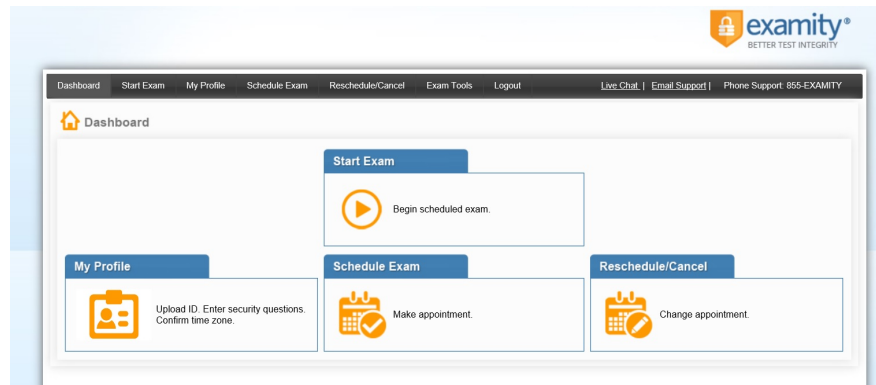 examity®
BETTER TEST INTEGRITY
Dashboard Start Exam My Profile Schedule Exam Reschedule/Cancel Exam Tools Logout Live Chat | Email Support | Phone Support: 855-EXAMITY
Dashboard
Start Exam
Begin scheduled exam.
My Profile
Upload ID. Enter security questions.
Confirm time zone.
Schedule Exam
Make appointment.
Reschedule/Cancel
Change appointment.